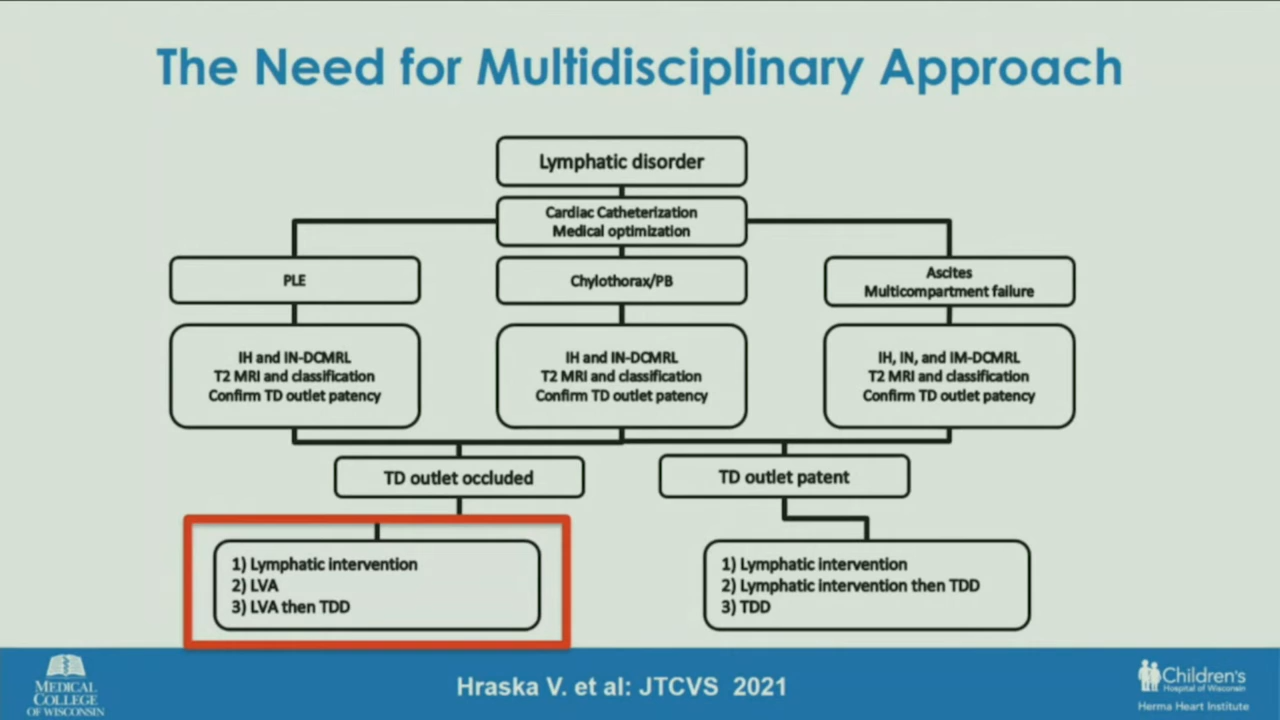 The Need for Multidisciplinary Approach
Lymphatic disorder
Cardiac Catheterization
Medical optimization
PLE
Chylothorax/PB
Ascites
Multicompartment failure
IH and IN-DCMRL
T2 MRI and classification
Confirm TD outlet patency
IH and IN-DCMRL
T2 MRI and classification
Confirm TD outlet patency
IH, IN, and IM-DCMRL
T2 MRI and classification
Confirm TD outlet patency
TD outlet occluded
TD outlet patent
1) Lymphatic intervention
2) LVA
3) LVA then TDD
1) Lymphatic intervention
2) Lymphatic intervention then TDD
3) TDD
MEDICAL
COLLEGE
OF WISCONSIN
Hraska V. et al: JTCVS 2021
Children's
Hospital of Wisconsin
Herma Heart Institute